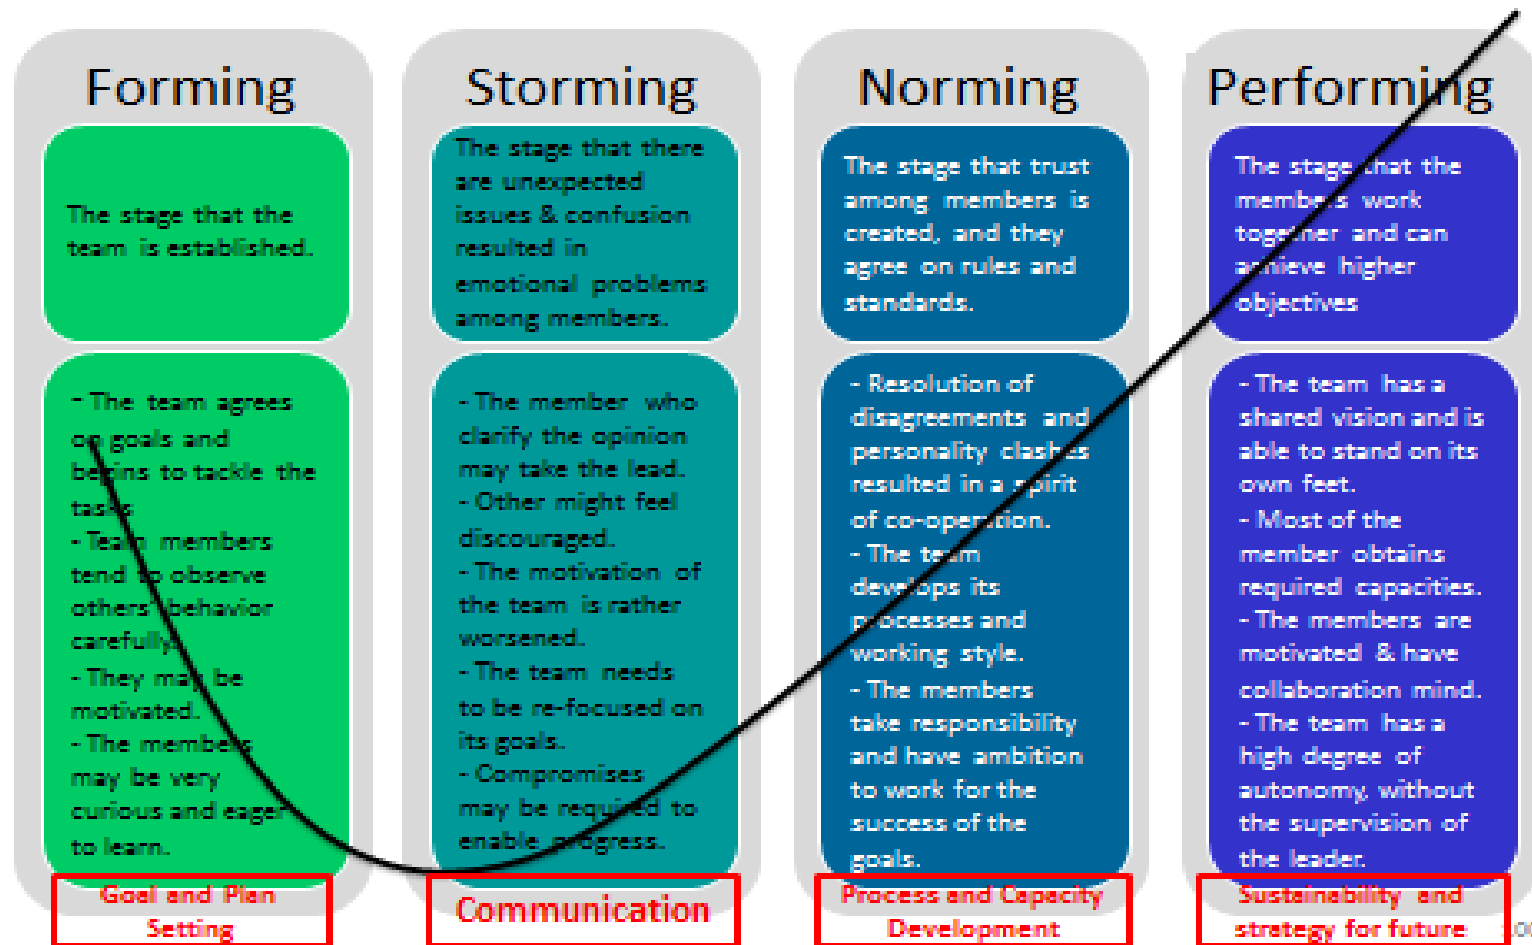 Forming
The stage that the
team is established.
- The team agrees
on goals and
begins to tackle the
tasks
- Team members
tend to observe
others' behavior
carefully.
- They may be
motivated.
- The members
may be very
curious and eager
to learn.
Goal and Plan
Setting
Storming
The stage that there
are unexpected
issues & confusion
resulted in
emotional problems
among members.
- The member who
clarify the opinion
may take the lead.
- Other might feel
discouraged.
- The motivation of
the team is rather
worsened.
- The team needs
to be re-focused on
its goals.
- Compromises
may be required to
enable progress.
Communication
Norming
The stage that trust
among members is
created, and they
agree on rules and
standards.
- Resolution of
disagreements and
personality clashes
resulted in a spirit
of co-operation.
- The team
develops its
processes and
working style.
- The members
take responsibility
and have ambition
to work for the
success of the
goals.
Process and Capacity
Development
Performing
The stage that the
members work
together and can
achieve higher
objectives
- The team has a
shared vision and is
able to stand on its
own feet.
- Most of the
member obtains
required capacities.
- The members are
motivated & have
collaboration mind.
- The team has a
high degree of
autonomy, without
the supervision of
the leader.
Sustainability and
strategy for future